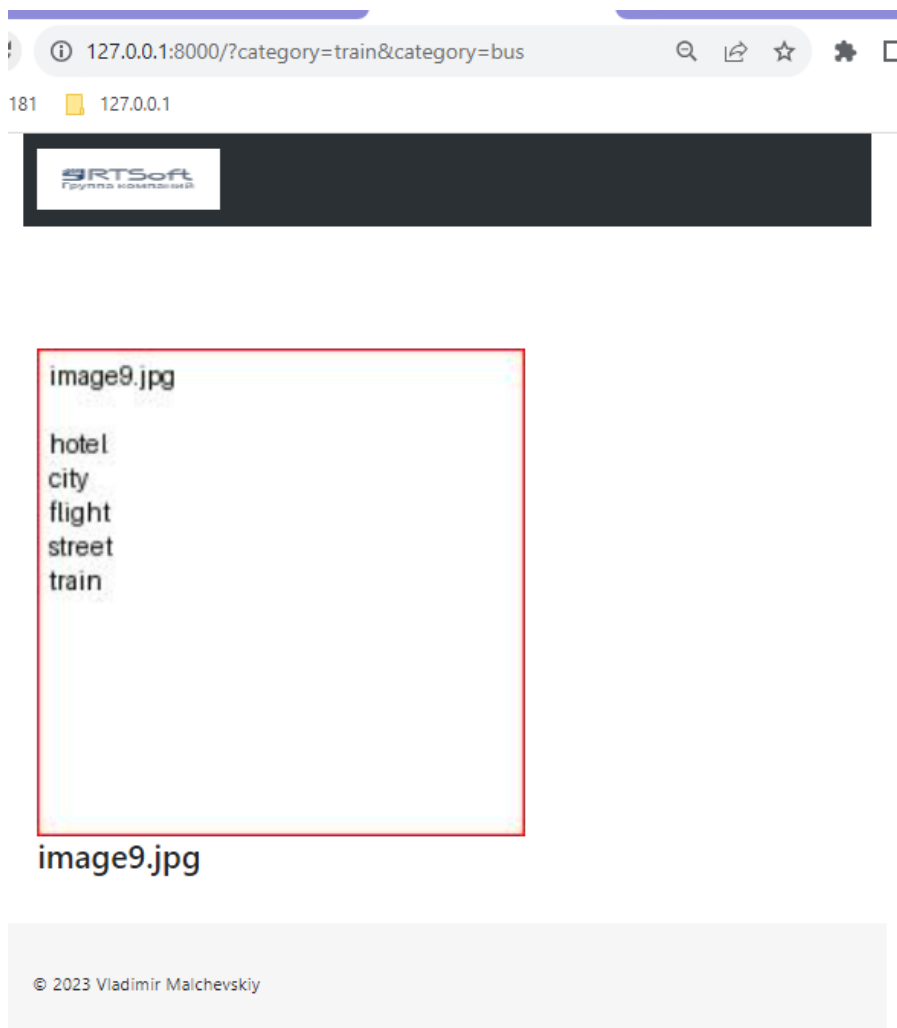 127.0.0.1:8000/?category=train&category=bus
181 127.0.0.1
RTSoft
Группа компаний
image9.jpg
hotel
city
flight
street
train
image9.jpg
© 2023 Vladimir Malchevskiy